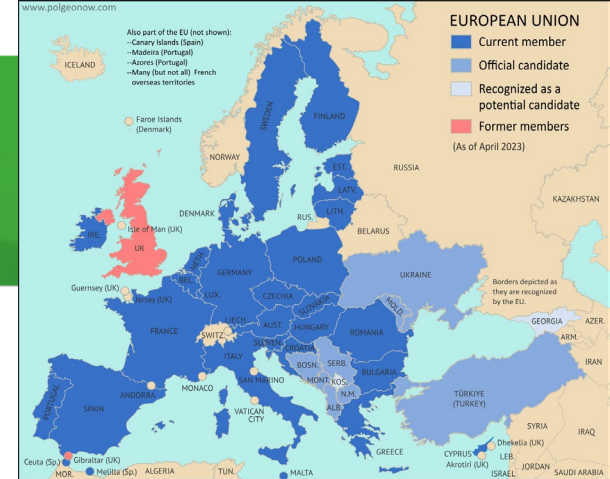 www.polgeonow.com
EUROPEAN UNION
Current member
Official candidate
Recognized as a
potential candidate
Former members
(As of April 2023)
Also part of the EU (not shown):
--Canary Islands (Spain)
--Madeira (Portugal)
--Azores (Portugal)
--Many (but not all) French
overseas territories
ICELAND
Faroe Islands
(Denmark)
SWEDEN
FINLAND
NORWAY
RUSSIA
EST.
LATV.
LITH.
RUS.
DENMARK
KAZAKHSTAN
BELARUS
IRE.
Isle of Man (UK)
UK
NETH.
POLAND
GERMANY
BEL.
UKRAINE
Guernsey (UK)
Jersey (UK)
LUX.
CZECHIA
SLOVAKIA
MOLD.
Borders depicted as
they are recognized
by the EU.
LIECH.
AUST.
HUNGARY
FRANCE
SWITZ.
SLOVEN.
CROATIA
ROMANIA
GEORGIA
AZER.
ARM.
ITALY
BOSN.
SERB.
BULGARIA
IRAN
PORTUGAL
SPAIN
ANDORRA
MONACO
SAN MARINO
MONT.
KOS.
N.M.
ALB.
VATICAN
CITY
TÜRKIYE
(TURKEY)
GREECE
SYRIA
IRAQ
Ceuta (Sp.)
Gibraltar (UK)
Melilla (Sp.)
MOR.
ALGERIA
TUN.
MALTA
CYPRUS
Dhekelia (UK)
Akrotiri (UK)
LEB.
ISRAEL
JORDAN
SAUDI ARABIA